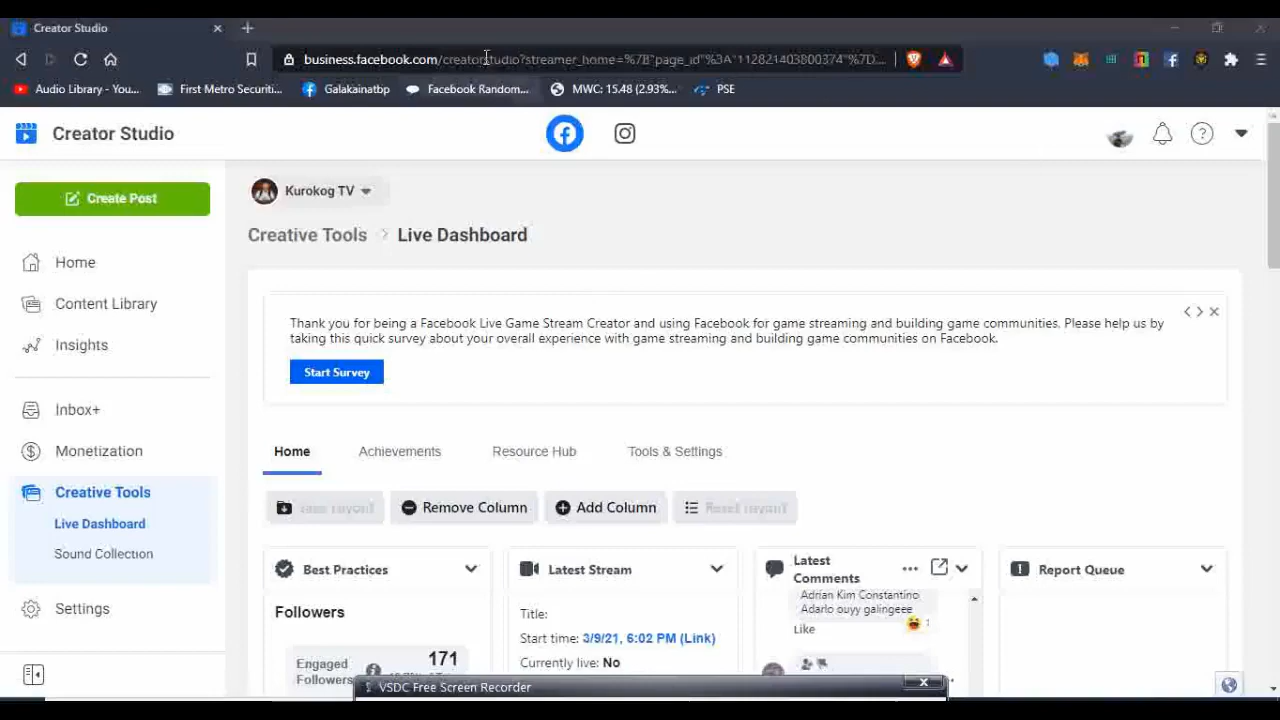 Creator Studio
business.facebook.com/creatorstudio?streamer_home=%7B"page_id"%3A"112821403800374"%7D...
Audio Library - You...
First Metro Securiti...
Galakainatbp
Facebook Random...
MWC: 15.48 (2.93%...
PSE
Creator Studio
Create Post
Kurokog TV
Creative Tools > Live Dashboard
Home
Content Library
Insights
Inbox+
Monetization
Creative Tools
Live Dashboard
Sound Collection
Settings
Thank you for being a Facebook Live Game Stream Creator and using Facebook for game streaming and building game communities. Please help us by
taking this quick survey about your overall experience with game streaming and building game communities on Facebook.
Start Survey
Home
Achievements
Resource Hub
Tools & Settings
Save layout
Remove Column
Add Column
Reset layout
Best Practices
Followers
Engaged
Followers
171
Latest Stream
Title:
Start time: 3/9/21, 6:02 PM (Link)
Currently live: No
Latest
Comments
Adrian Kim Constantino
Adarlo ouyy galingeee
1
Like
Report Queue
VSDC Free Screen Recorder